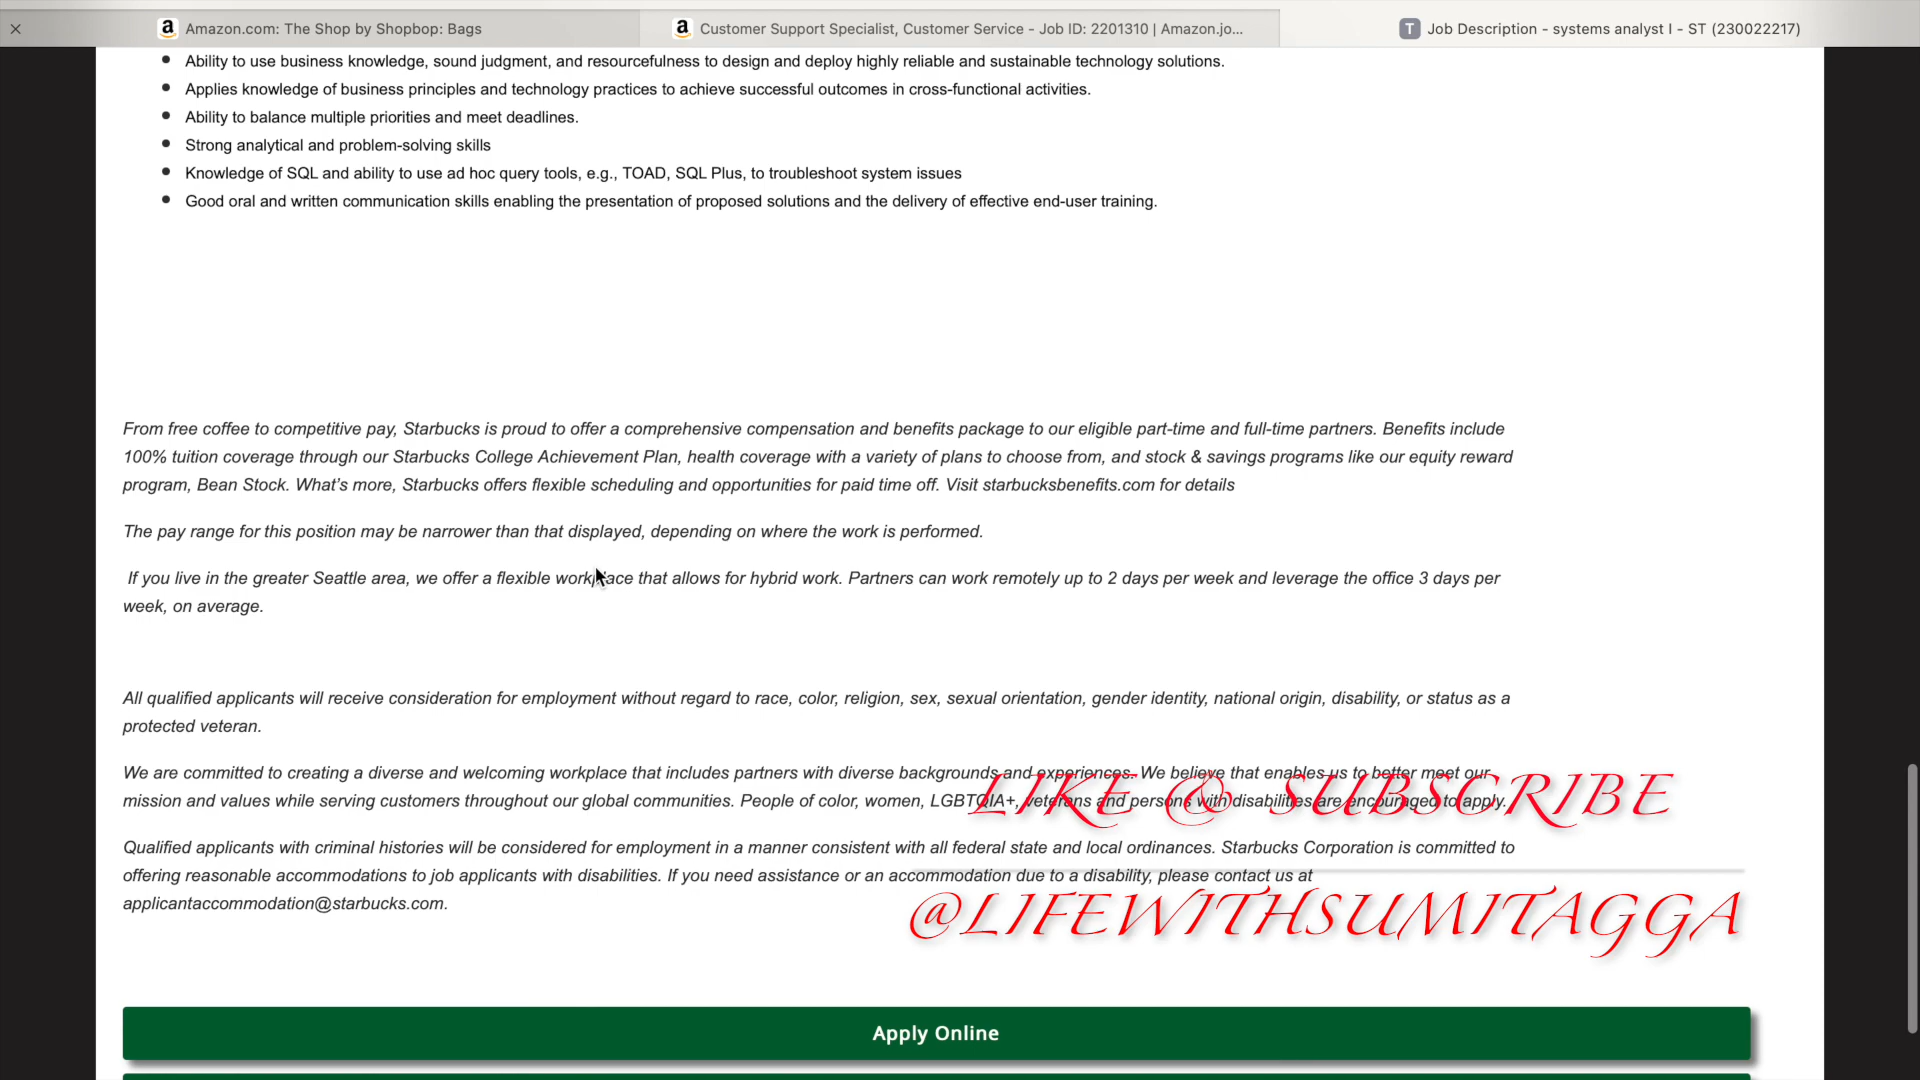 Amazon.com: The Shop by Shopbop: Bags
Customer Support Specialist, Customer Service - Job ID: 2201310 | Amazon.jo...
T Job Description - systems analyst I - ST (230022217)
Ability to use business knowledge, sound judgment, and resourcefulness to design and deploy highly reliable and sustainable technology solutions.
Applies knowledge of business principles and technology practices to achieve successful outcomes in cross-functional activities.
Ability to balance multiple priorities and meet deadlines.
Strong analytical and problem-solving skills
Knowledge of SQL and ability to use ad hoc query tools, e.g., TOAD, SQL Plus, to troubleshoot system issues
Good oral and written communication skills enabling the presentation of proposed solutions and the delivery of effective end-user training.
From free coffee to competitive pay, Starbucks is proud to offer a comprehensive compensation and benefits package to our eligible part-time and full-time partners. Benefits include
100% tuition coverage through our Starbucks College Achievement Plan, health coverage with a variety of plans to choose from, and stock & savings programs like our equity reward
program, Bean Stock. What's more, Starbucks offers flexible scheduling and opportunities for paid time off. Visit starbucksbenefits.com for details
The pay range for this position may be narrower than that displayed, depending on where the work is performed.
If you live in the greater Seattle area, we offer a flexible workplace that allows for hybrid work. Partners can work remotely up to 2 days per week and leverage the office 3 days per
week, on average.
All qualified applicants will receive consideration for employment without regard to race, color, religion, sex, sexual orientation, gender identity, national origin, disability, or status as a
protected veteran.
We are committed to creating a diverse and welcoming workplace that includes partners with diverse backgrounds and experiences. We believe that enables us to better meet our
mission and values while serving customers throughout our global communities. People of color, women, LGBTQIA+, veterans and persons with disabilities are encouraged to apply.
LIKE & SUBSCRIBE
Qualified applicants with criminal histories will be considered for employment in a manner consistent with all federal state and local ordinances. Starbucks Corporation is committed to
offering reasonable accommodations to job applicants with disabilities. If you need assistance or an accommodation due to a disability, please contact us at
applicantaccommodation@starbucks.com.
@LIFEWITHSUMITAGGA
Apply Online